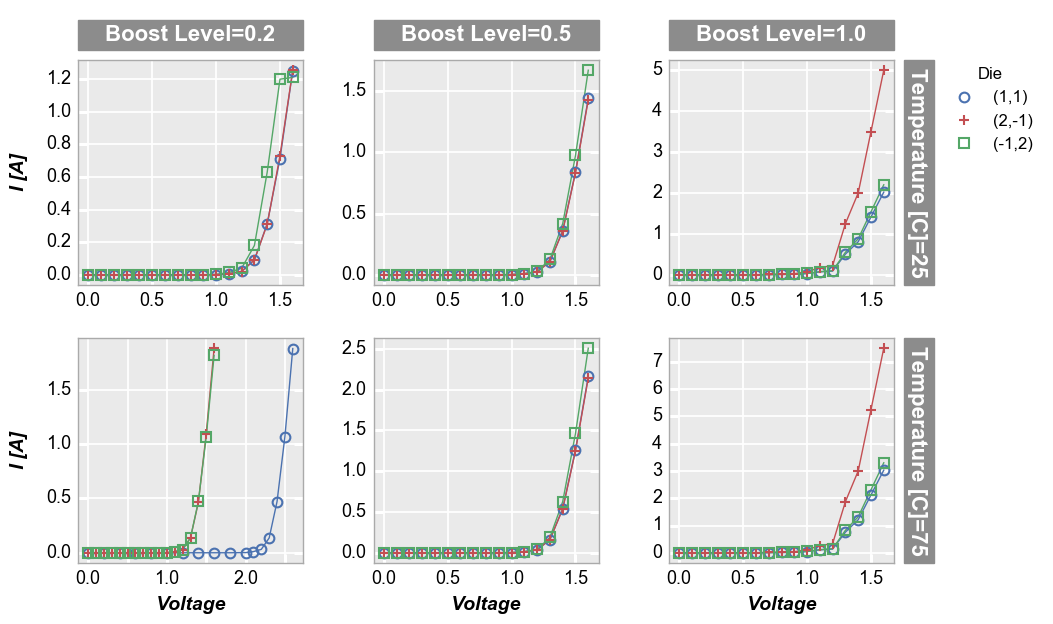 Boost Level=0.2
Boost Level=0.5
Boost Level=1.0
1.2
1.0
0.8
0.6
0.4
0.2
0.0
0.0 0.5 1.0 1.5
I [A]
1.5
1.0
0.5
0.0
0.0 0.5 1.0 1.5
5
4
3
2
1
0
0.0 0.5 1.0 1.5
Temperature [C]=25
Die
(1,1)
(2,-1)
(-1,2)
1.5
1.0
0.5
0.0
0.0 1.0 2.0
I [A]
Voltage
2.5
2.0
1.5
1.0
0.5
0.0
0.0 0.5 1.0 1.5
Voltage
7
6
5
4
3
2
1
0
0.0 0.5 1.0 1.5
Voltage
Temperature [C]=75